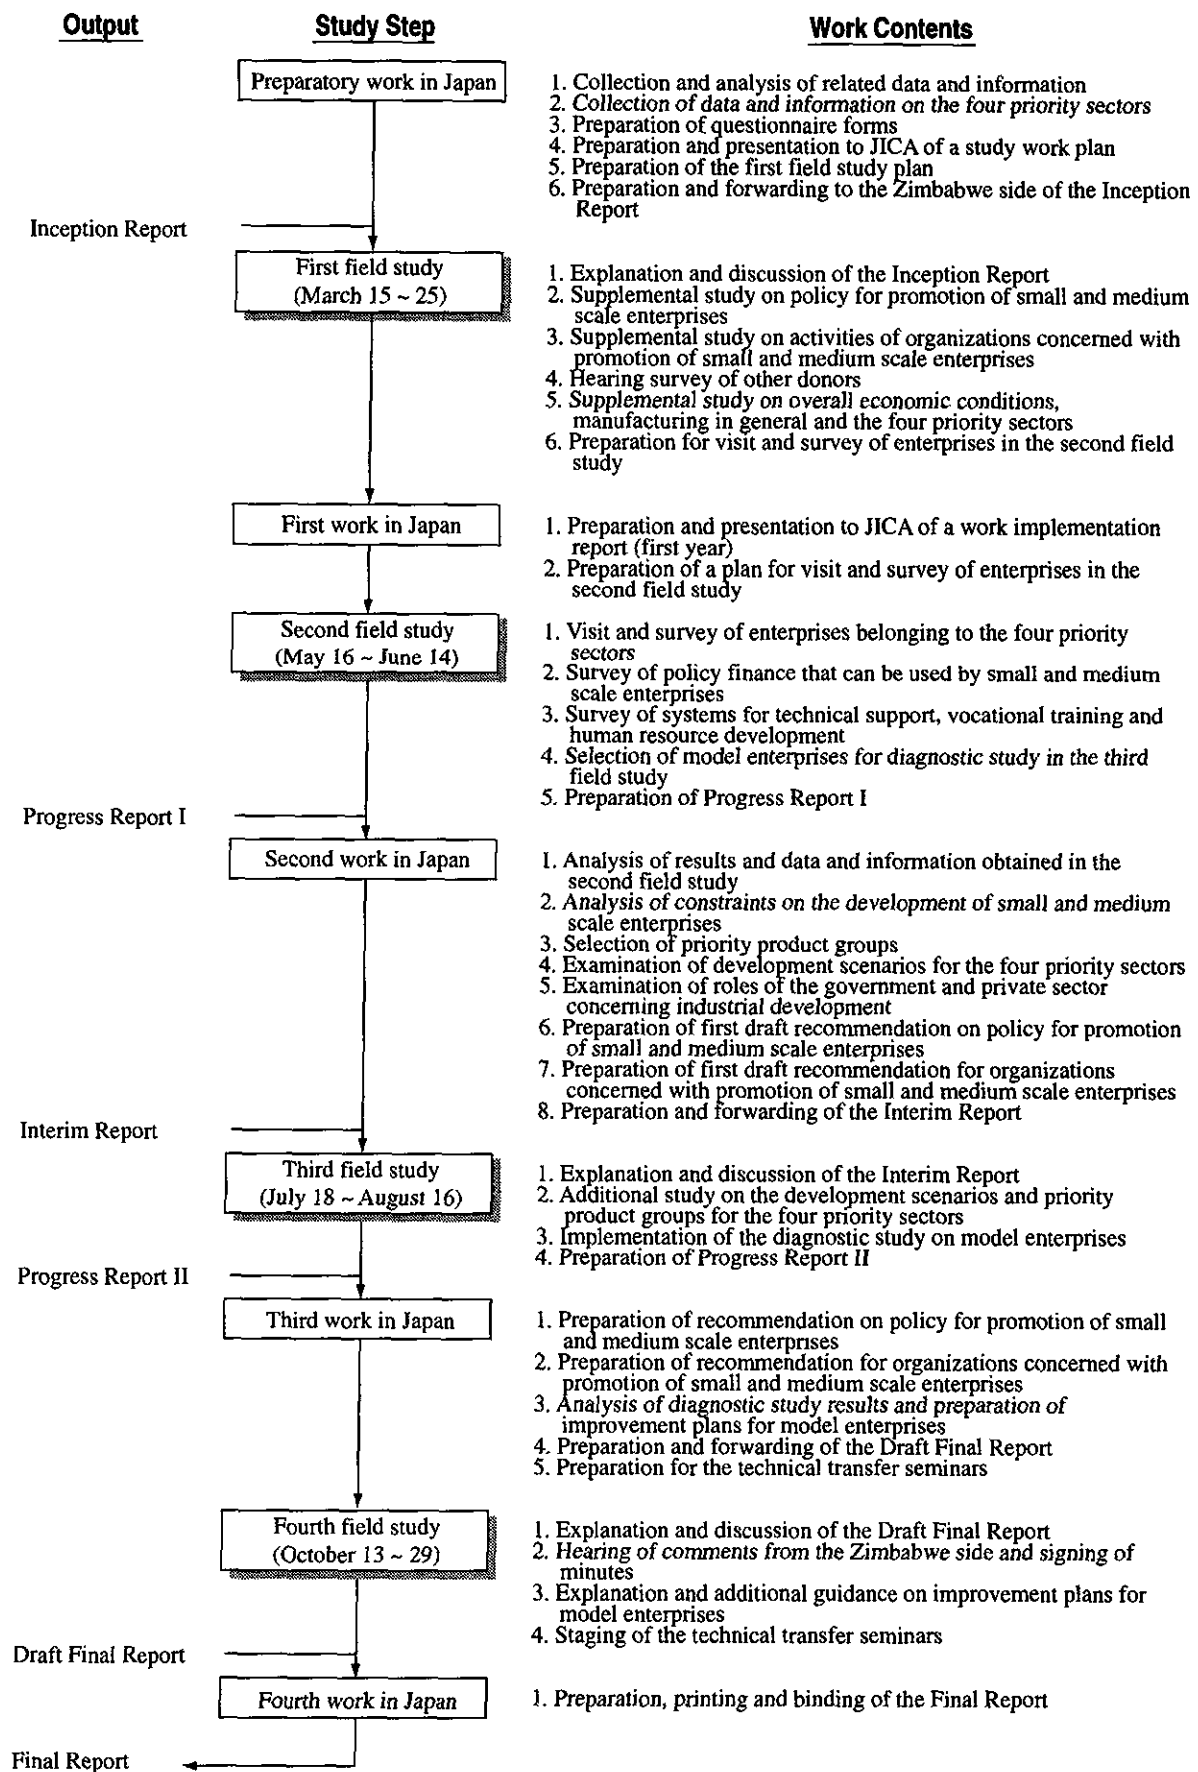 Output
Study Step
Work Contents
Preparatory work in Japan
1. Collection and analysis of related data and information
2. Collection of data and information on the four priority sectors
3. Preparation of questionnaire forms
4. Preparation and presentation to JICA of a study work plan
5. Preparation of the first field study plan
6. Preparation and forwarding to the Zimbabwe side of the Inception
Report
Inception Report
First field study
(March 15 ~ 25)
1. Explanation and discussion of the Inception Report
2. Supplemental study on policy for promotion of small and medium
scale enterprises
3. Supplemental study on activities of organizations concerned with
promotion of small and medium scale enterprises
4. Hearing survey of other donors
5. Supplemental study on overall economic conditions,
manufacturing in general and the four priority sectors
6. Preparation for visit and survey of enterprises in the second field
study
First work in Japan
1. Preparation and presentation to JICA of a work implementation
report (first year)
2. Preparation of a plan for visit and survey of enterprises in the
second field study
Second field study
(May 16 ~ June 14)
1. Visit and survey of enterprises belonging to the four priority
sectors
2. Survey of policy finance that can be used by small and medium
scale enterprises
3. Survey of systems for technical support, vocational training and
human resource development
4. Selection of model enterprises for diagnostic study in the third
field study
5. Preparation of Progress Report I
Progress Report I
Second work in Japan
1. Analysis of results and data and information obtained in the
second field study
2. Analysis of constraints on the development of small and medium
scale enterprises
3. Selection of priority product groups
4. Examination of development scenarios for the four priority sectors
5. Examination of roles of the government and private sector
concerning industrial development
6. Preparation of first draft recommendation on policy for promotion
of small and medium scale enterprises
7. Preparation of first draft recommendation for organizations
concerned with promotion of small and medium scale enterprises
8. Preparation and forwarding of the Interim Report
Interim Report
Third field study
(July 18 ~ August 16)
1. Explanation and discussion of the Interim Report
2. Additional study on the development scenarios and priority
product groups for the four priority sectors
3. Implementation of the diagnostic study on model enterprises
4. Preparation of Progress Report II
Progress Report II
Third work in Japan
1. Preparation of recommendation on policy for promotion of small
and medium scale enterprises
2. Preparation of recommendation for organizations concerned with
promotion of small and medium scale enterprises
3. Analysis of diagnostic study results and preparation of
improvement plans for model enterprises
4. Preparation and forwarding of the Draft Final Report
5. Preparation for the technical transfer seminars
Fourth field study
(October 13 ~ 29)
1. Explanation and discussion of the Draft Final Report
2. Hearing of comments from the Zimbabwe side and signing of
minutes
3. Explanation and additional guidance on improvement plans for
model enterprises
4. Staging of the technical transfer seminars
Draft Final Report
Fourth work in Japan
1. Preparation, printing and binding of the Final Report
Final Report